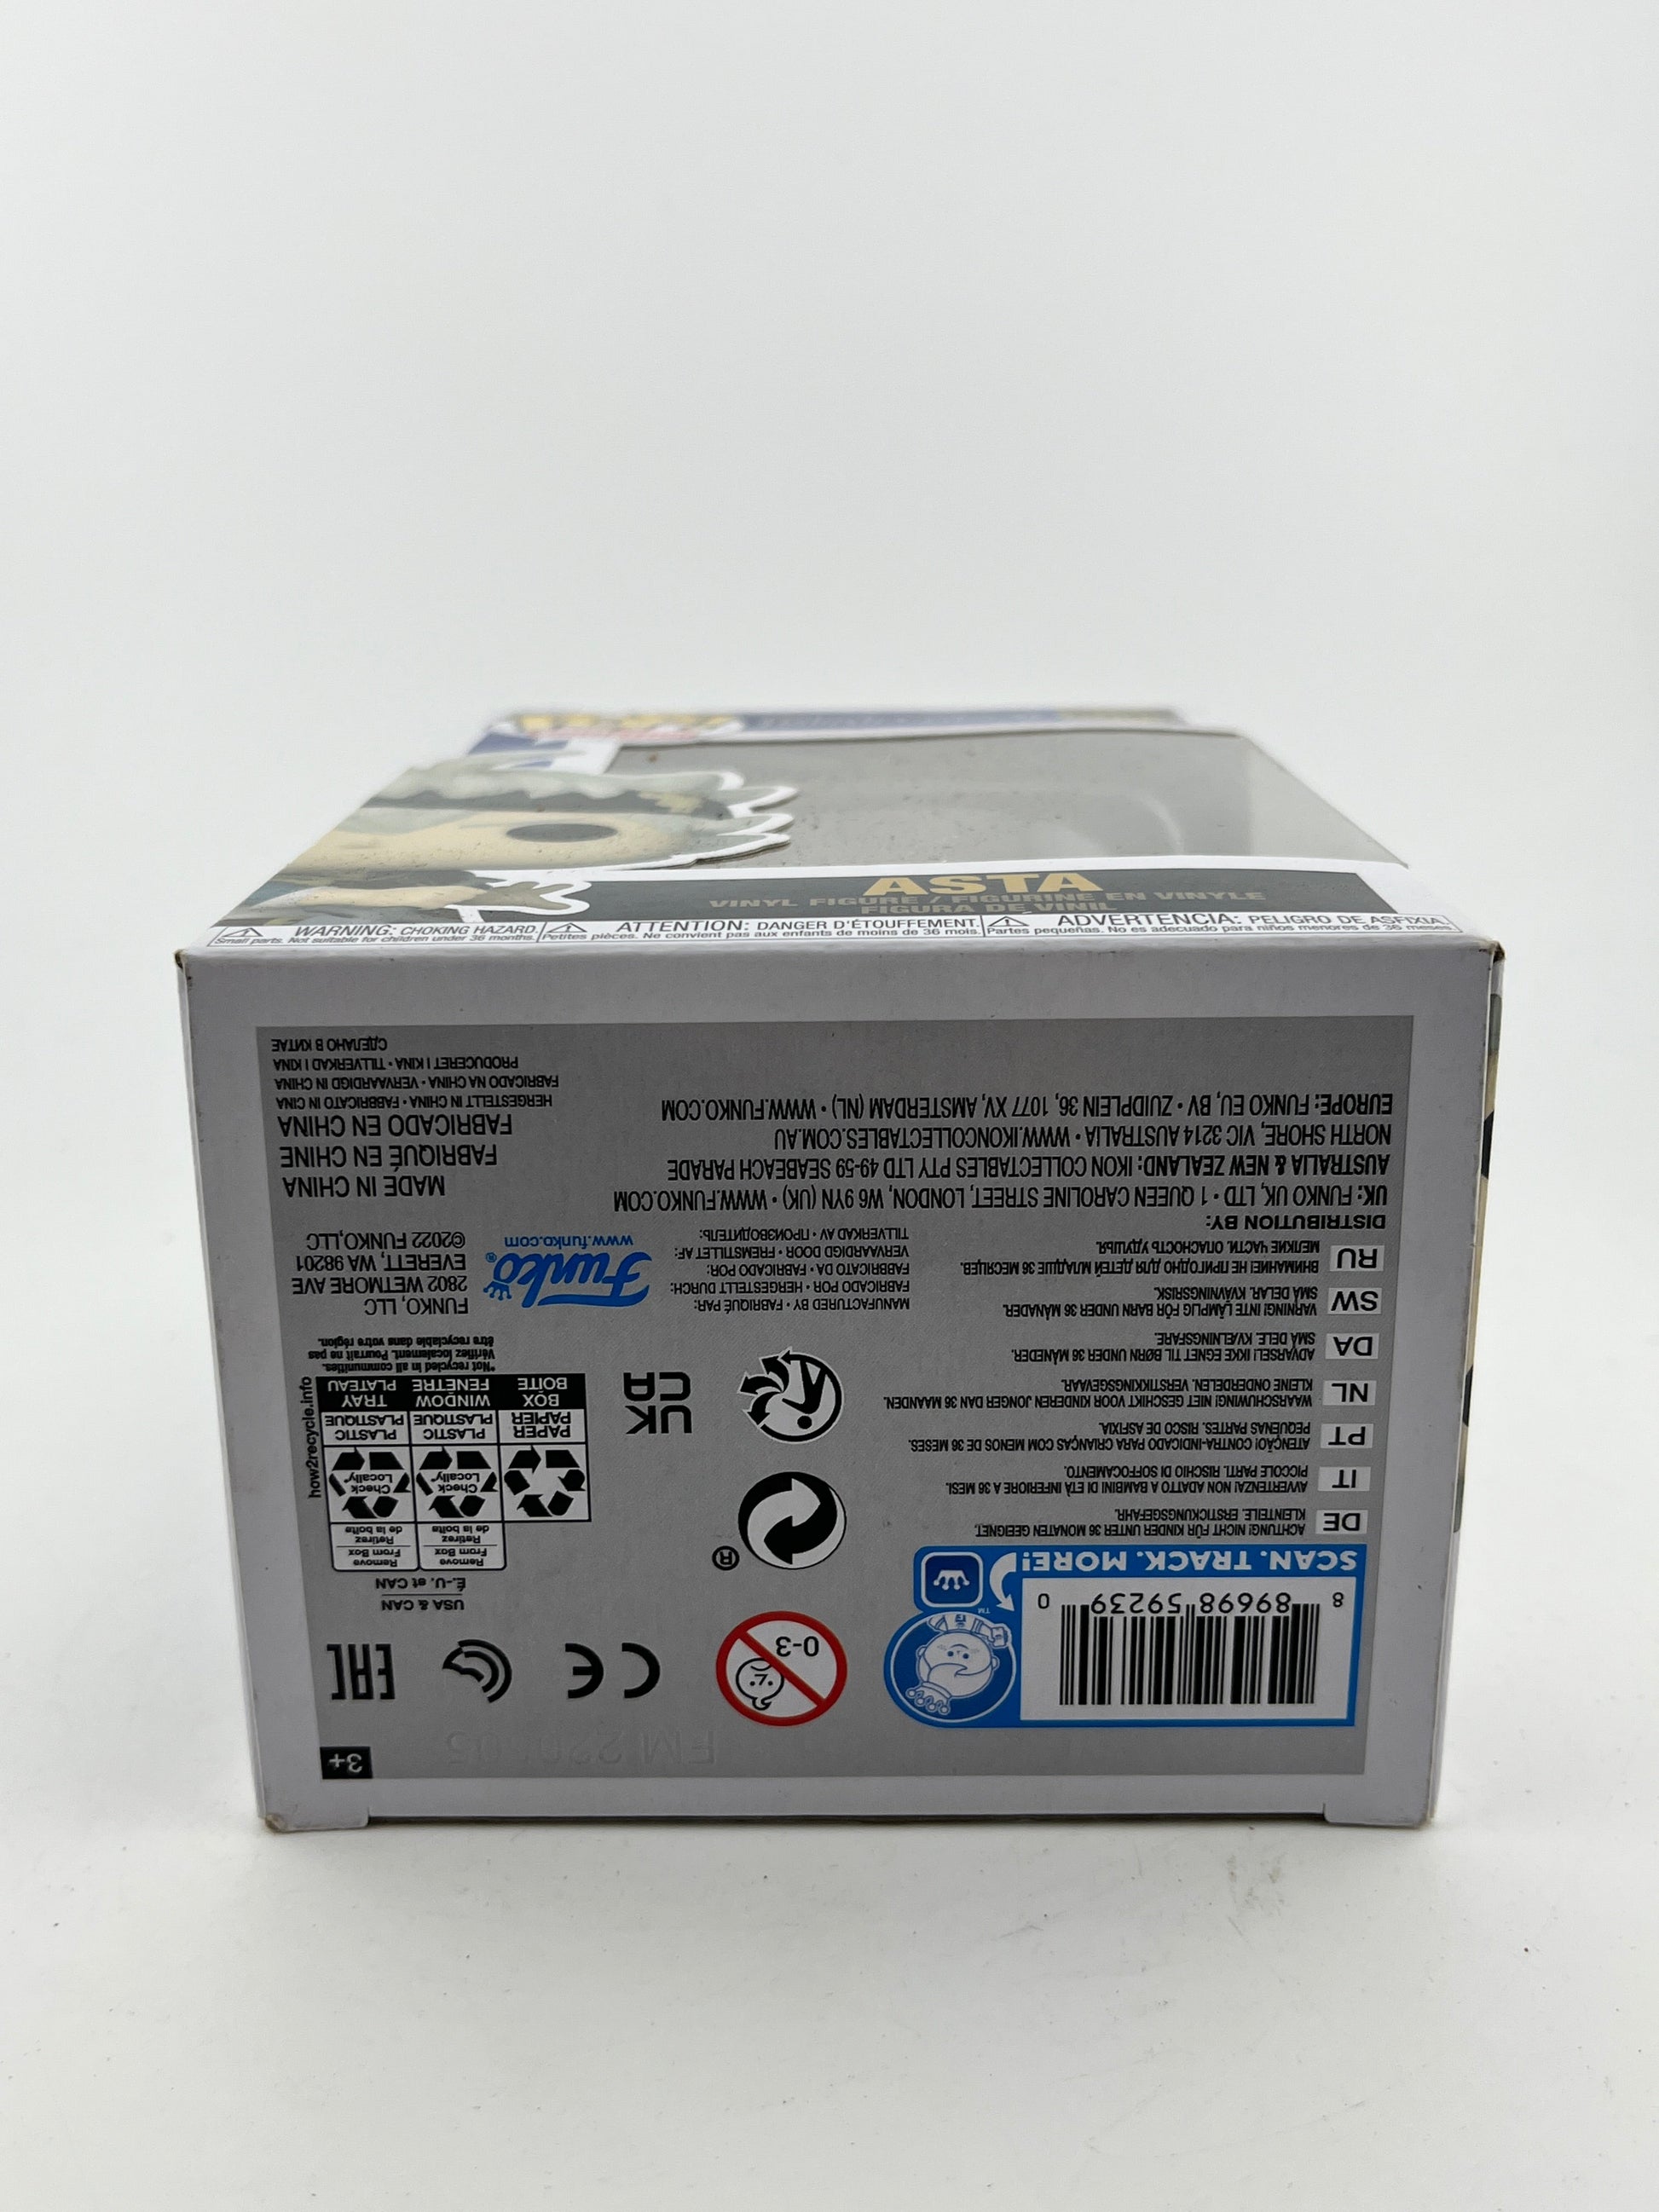 ASTA
VINYL FIGURE / FIGURINE EN VINYLE
FIGURA DE VINIL
WARNING: CHOKING HAZARD.
Small parts. Not suitable for children under 36 months.
ATTENTION: DANGER D'ÉTOUFFEMENT.
Petites pièces. Ne convient pas aux enfants de moins de 36 mois.
ADVERTENCIA: PELIGRO DE ASFIXIA.
Partes pequeñas. No es adecuado para niños menores de 36 meses
3+
FM 220
05
8 89698 59239 0
SCAN. TRACK. MORE!
TM
0-3
CE
EAC
USA & CAN
É.-U. et CAN
Remove
From Box
Retirez
de la boîte
Remove
From Box
Retirez
de la boîte
Check
Locally*
Check
Locally*
PAPER
PAPIER
BOX
BOÎTE
PLASTIC
PLASTIQUE
WINDOW
FENÊTRE
PLASTIC
PLASTIQUE
TRAY
PLATEAU
how2recycle.info
*Not recycled in all communities.
Vérifiez localement. Pourrait ne pas
être recyclable dans votre région.
®
UK
CA
DE ACHTUNG! NICHT FÜR KINDER UNTER 36 MONATEN GEEIGNET.
KLEINTEILE. ERSTICKUNGSGEFAHR.
IT AVVERTENZA! NON ADATTO A BAMBINI DI ETÀ INFERIORE A 36 MESI.
PICCOLE PARTI. RISCHIO DI SOFFOCAMENTO.
PT ATENÇÃO! CONTRA-INDICADO PARA CRIANÇAS COM MENOS DE 36 MESES.
PEQUENAS PARTES. RISCO DE ASFIXIA.
NL WAARSCHUWING! NIET GESCHIKT VOOR KINDEREN JONGER DAN 36 MAANDEN.
KLEINE ONDERDELEN. VERSTIKKINGSGEVAAR.
DA ADVARSEL! IKKE EGNET TIL BØRN UNDER 36 MÅNEDER.
SMÅ DELE. KVÆLNINGSFARE.
SW VARNING! INTE LÄMPLIG FÖR BARN UNDER 36 MÅNADER.
SMÅ DELAR. KVÄVNINGSRISK.
RU ВНИМАНИЕ! НЕ ПРИГОДНО ДЛЯ ДЕТЕЙ МЛАДШЕ 36 МЕСЯЦЕВ.
МЕЛКИЕ ЧАСТИ. ОПАСНОСТЬ УДУШЬЯ.
MANUFACTURED BY • FABRIQUÉ PAR:
FABRICADO POR • HERGESTELLT DURCH:
FABBRICATO DA • FABRICADO POR:
VERVAARDIGD DOOR • FREMSTILLET AF:
TILLVERKAD AV • ПРОИЗВОДИТЕЛЬ:
Funko®
www.funko.com
FUNKO, LLC
2802 WETMORE AVE
EVERETT, WA 98201
©2022 FUNKO,LLC
DISTRIBUTION BY:
UK: FUNKO UK, LTD • 1 QUEEN CAROLINE STREET, LONDON, W6 9YN (UK) • WWW.FUNKO.COM
AUSTRALIA & NEW ZEALAND: IKON COLLECTABLES PTY LTD 49-59 SEABEACH PARADE
NORTH SHORE, VIC 3214 AUSTRALIA • WWW.IKONCOLLECTABLES.COM.AU
EUROPE: FUNKO EU, BV • ZUIDPLEIN 36, 1077 XV, AMSTERDAM (NL) • WWW.FUNKO.COM
MADE IN CHINA
FABRIQUÉ EN CHINE
FABRICADO EN CHINA
HERGESTELLT IN CHINA • FABBRICATO IN CINA
FABRICADO NA CHINA • VERVAARDIGD IN CHINA
PRODUCERET I KINA • TILLVERKAD I KINA
СДЕЛАНО В КИТАЕ